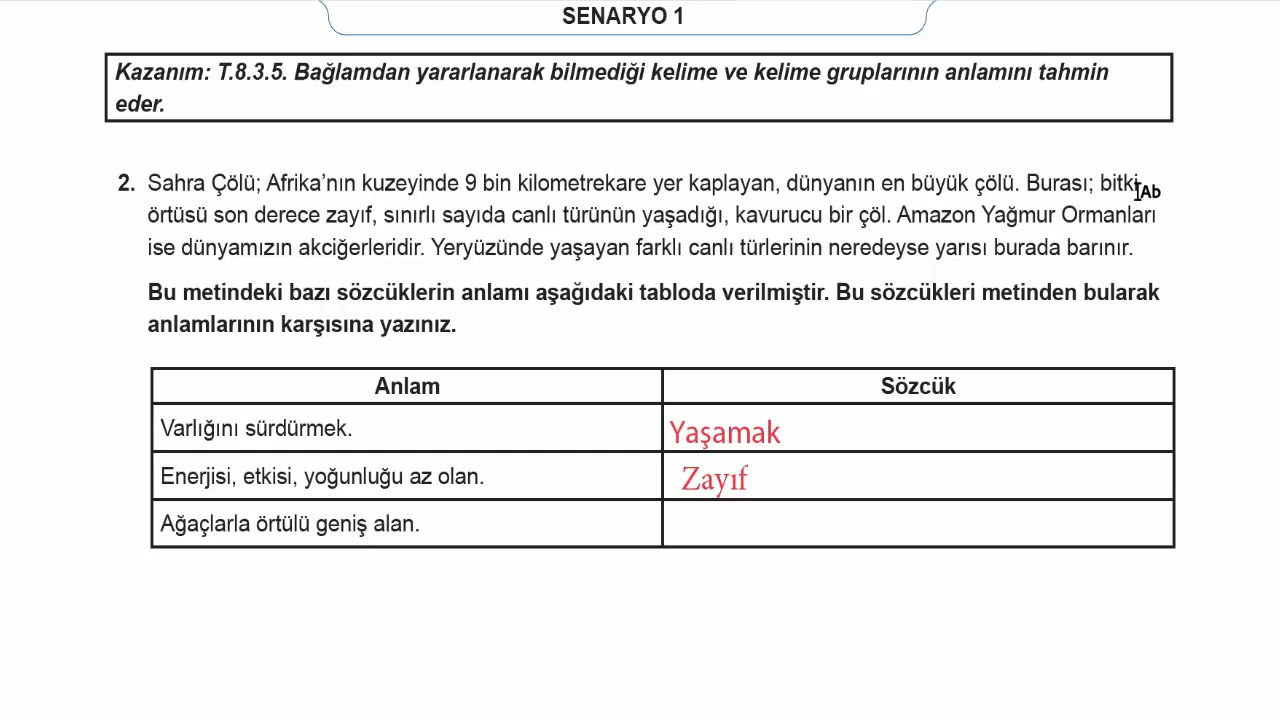 SENARYO 1
Kazanım: T.8.3.5. Bağlamdan yararlanarak bilmediği kelime ve kelime gruplarının anlamını tahmin
eder.
2. Sahra Çölü; Afrika’nın kuzeyinde 9 bin kilometrekare yer kaplayan, dünyanın en büyük çölü. Burası; bitki
Ab
örtüsü son derece zayıf, sınırlı sayıda canlı türünün yaşadığı, kavurucu bir çöl. Amazon Yağmur Ormanları
ise dünyamızın akciğerleridir. Yeryüzünde yaşayan farklı canlı türlerinin neredeyse yarısı burada barınır.
Bu metindeki bazı sözcüklerin anlamı aşağıdaki tabloda verilmiştir. Bu sözcükleri metinden bularak
anlamlarının karşısına yazınız.
Anlam Sözcük
Varlığını sürdürmek. Yaşamak
Enerjisi, etkisi, yoğunluğu az olan. Zayıf
Ağaçlarla örtülü geniş alan.